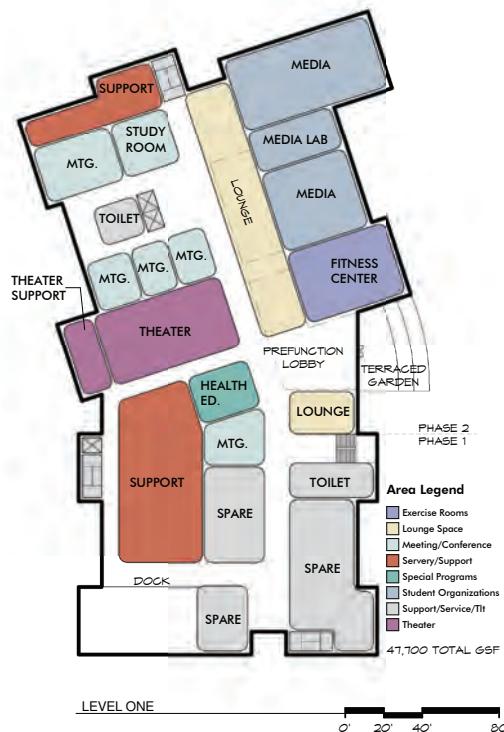 MEDIA
SUPPORT
STUDY
ROOM
MEDIA LAB
MTG.
LOUNGE
MEDIA
TOILET
MTG.
MTG.
MTG.
FITNESS
CENTER
THEATER
SUPPORT
THEATER
PREFUNCTION
LOBBY
TERRACED
GARDEN
HEALTH
ED.
LOUNGE
PHASE 2
PHASE 1
MTG.
SUPPORT
TOILET
SPARE
Area Legend
Exercise Rooms
Lounge Space
Meeting/Conference
Servery/Support
Special Programs
Student Organizations
Support/Service/Tlt
Theater
SPARE
DOCK
SPARE
47,700 TOTAL GSF
LEVEL ONE
0' 20' 40' 80